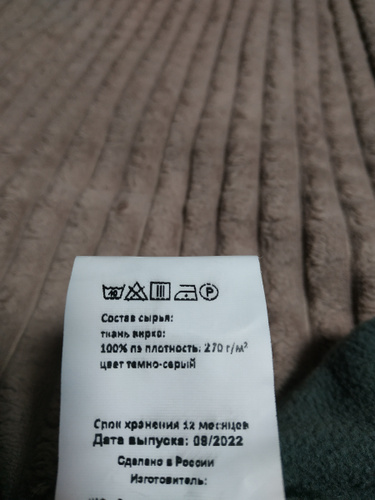 Состав сырья:
ткань вирко:
100% пэ плотность: 270 г/м²
цвет темно-серый
Срок хранения 12 месяцев
Дата выпуска: 09/2022
Сделано в России
Изготовитель: